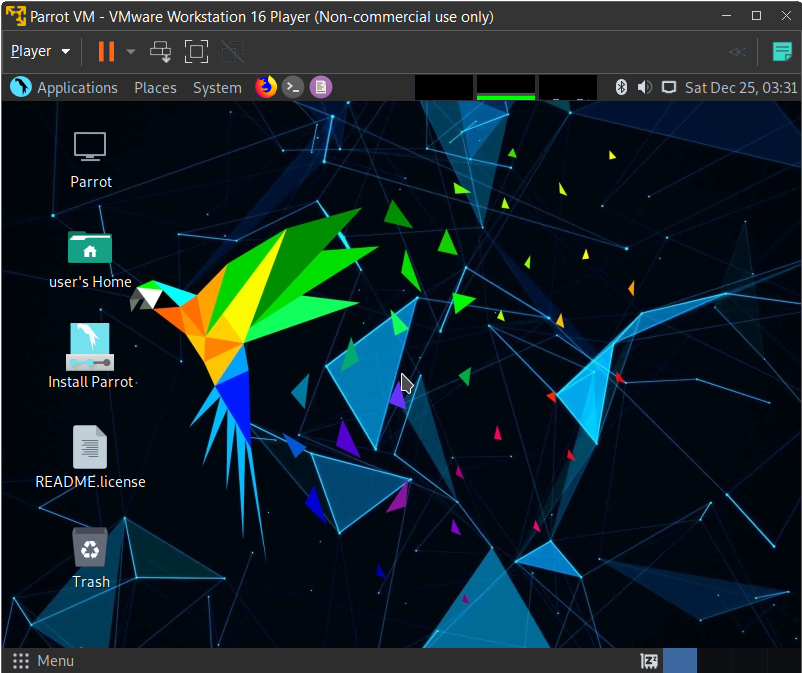 Parrot VM - VMware Workstation 16 Player (Non-commercial use only)
Player
Applications Places System Sat Dec 25, 03:31
Parrot
user's Home
Install Parrot
README.license
Trash
Menu